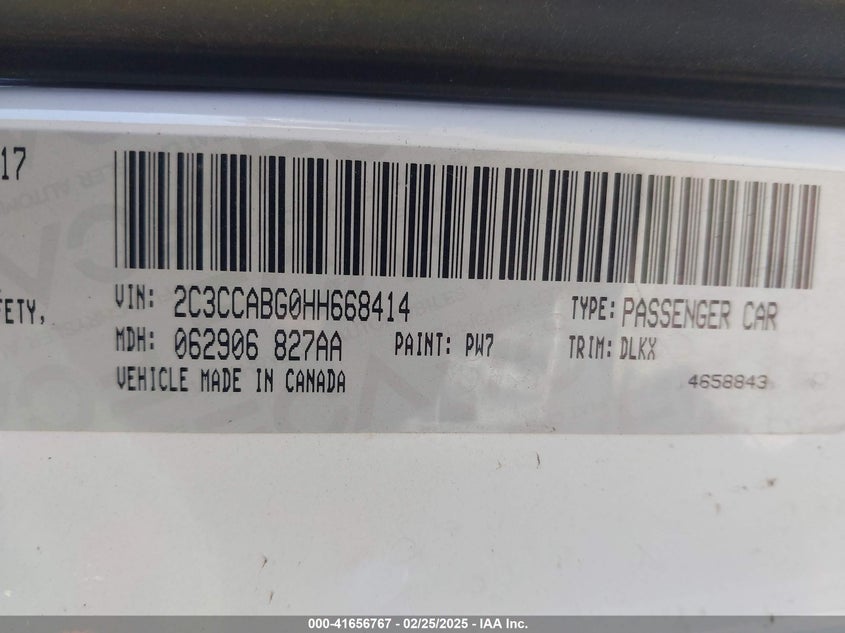 17
FETY,
VIN: 2C3CCABG0HH668414
TYPE: PASSENGER CAR
MDH: 062906 827AA
PAINT: PW7
TRIM: DLKX
VEHICLE MADE IN CANADA
4658843
000-41656767 - 02/25/2025 - IAA Inc.